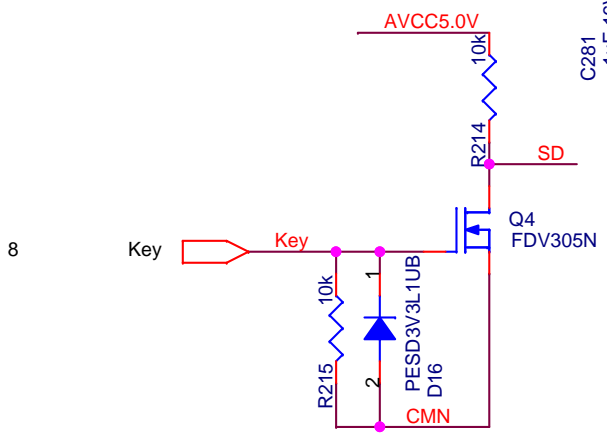 AVCC5.0V
10k
R214
C281
SD
Q4
FDV305N
8
Key
Key
10k
R215
1
2
PESD3V3L1UB
D16
CMN